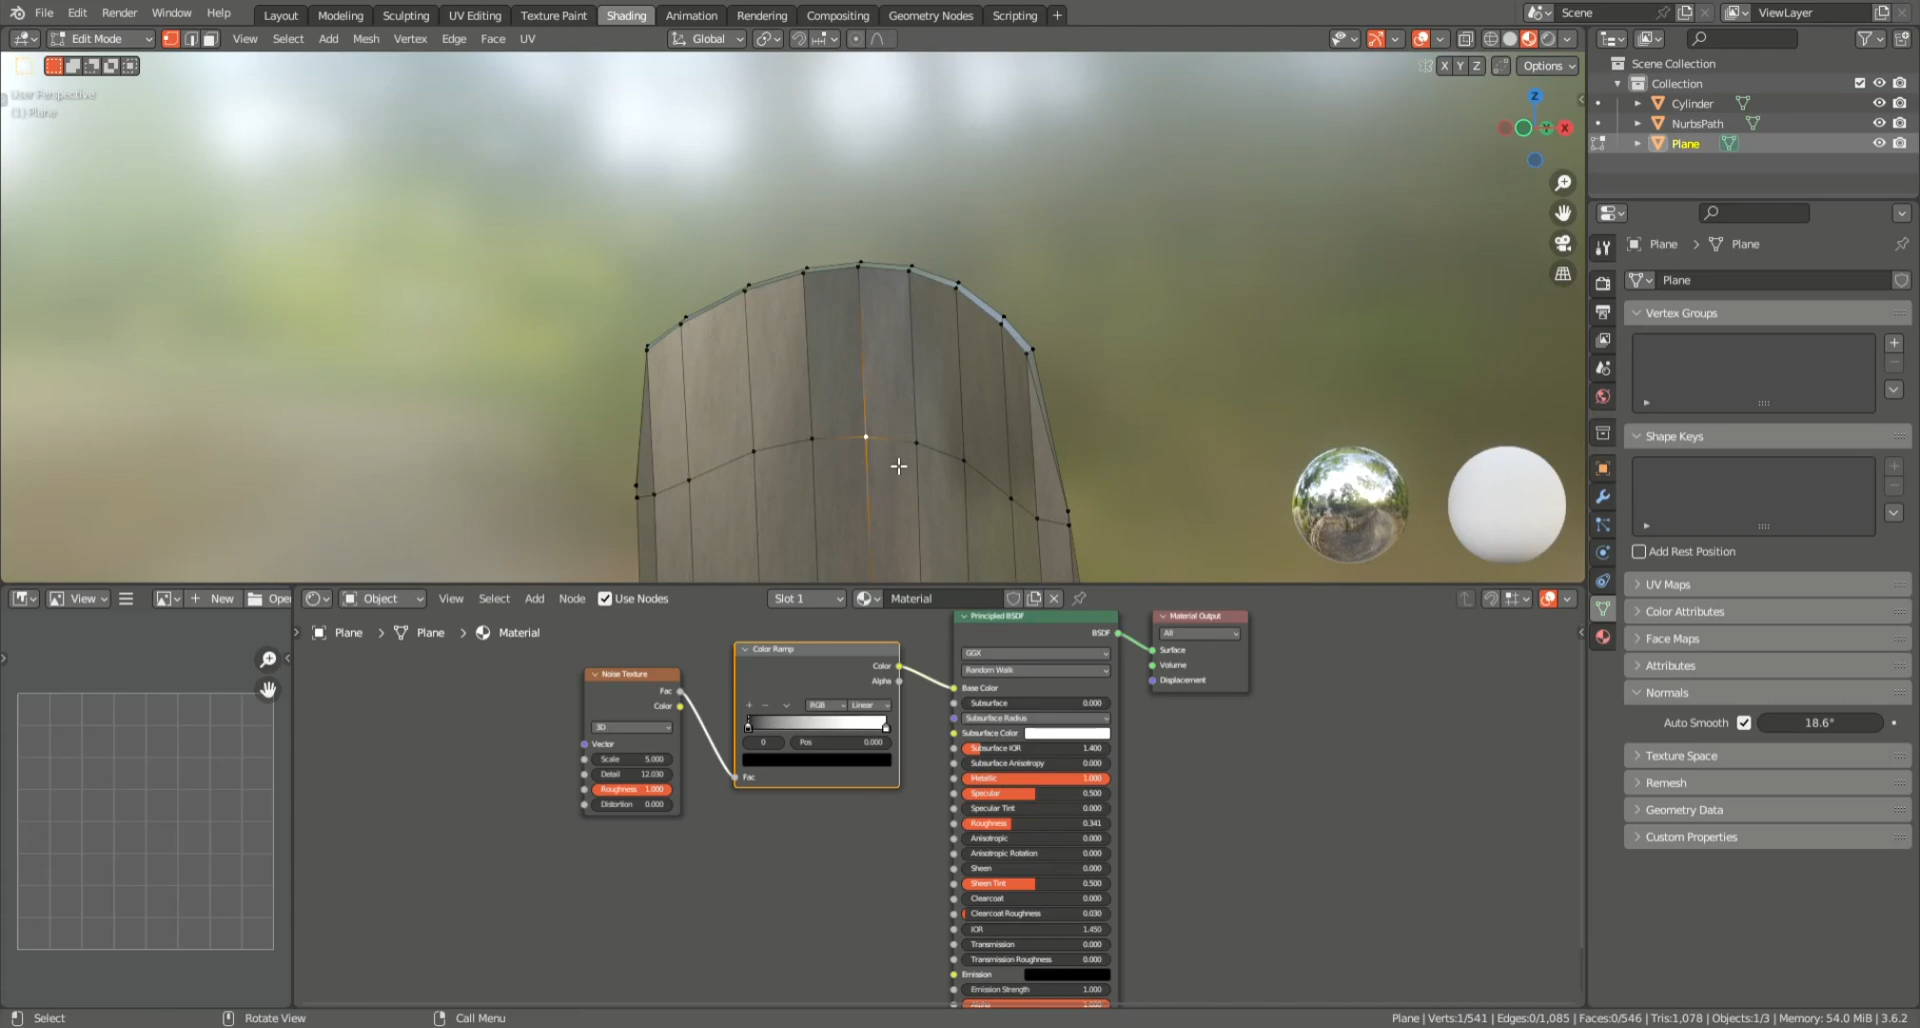 File Edit Render Window Help Layout Modeling Sculpting UV Editing Texture Paint Shading Animation Rendering Compositing Geometry Nodes Scripting + Scene ViewLayer
Edit Mode View Select Add Mesh Vertex Edge Face UV Global
X Y Z Options
User Perspective
(1) Plane
Z
X
Scene Collection
Collection
Cylinder
NurbsPath
Plane
Plane > Plane
Plane
Vertex Groups
Shape Keys
Add Rest Position
UV Maps
Color Attributes
Face Maps
Attributes
Normals
Auto Smooth 18.6°
Texture Space
Remesh
Geometry Data
Custom Properties
View + New Open
Object View Select Add Node Use Nodes Slot 1 Material
Plane > Plane > Material
Noise Texture
Fac
Color
3D
Vector
Scale 5.000
Detail 12.030
Roughness 1.000
Distortion 0.000
Color Ramp
Color
Alpha
RGB Linear
0 Pos 0.000
Fac
Principled BSDF
BSDF
GGX
Random Walk
Base Color
Subsurface 0.000
Subsurface Radius
Subsurface Color
Subsurface IOR 1.400
Subsurface Anisotropy 0.000
Metallic 1.000
Specular 0.500
Specular Tint 0.000
Roughness 0.341
Anisotropic 0.000
Anisotropic Rotation 0.000
Sheen 0.000
Sheen Tint 0.500
Clearcoat 0.000
Clearcoat Roughness 0.030
IOR 1.450
Transmission 0.000
Transmission Roughness 0.000
Emission
Emission Strength 1.000
Material Output
All
Surface
Volume
Displacement
Select Rotate View Call Menu
Plane | Verts:1/541 | Edges:0/1,085 | Faces:0/546 | Tris:1,078 | Objects:1/3 | Memory: 54.0 MiB | 3.6.2